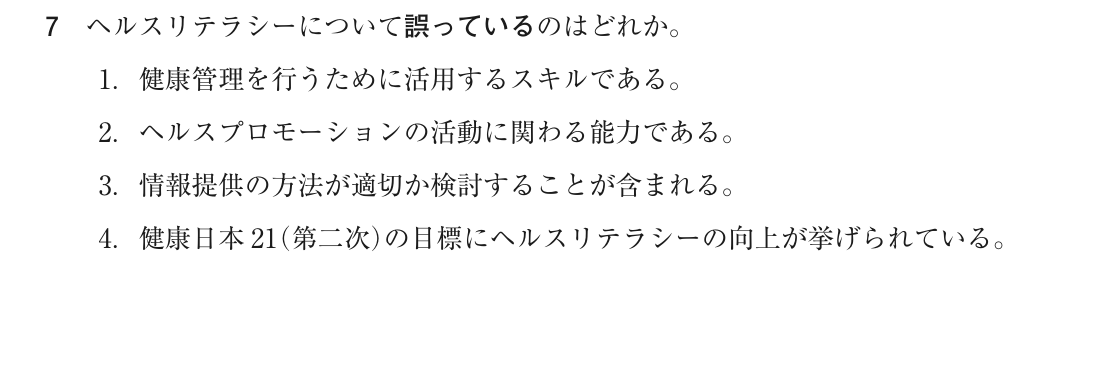 7 ヘルスリテラシーについて誤っているのはどれか。
1. 健康管理を行うために活用するスキルである。
2. ヘルスプロモーションの活動に関わる能力である。
3. 情報提供の方法が適切か検討することが含まれる。
4. 健康日本21(第二次)の目標にヘルスリテラシーの向上が挙げられている。